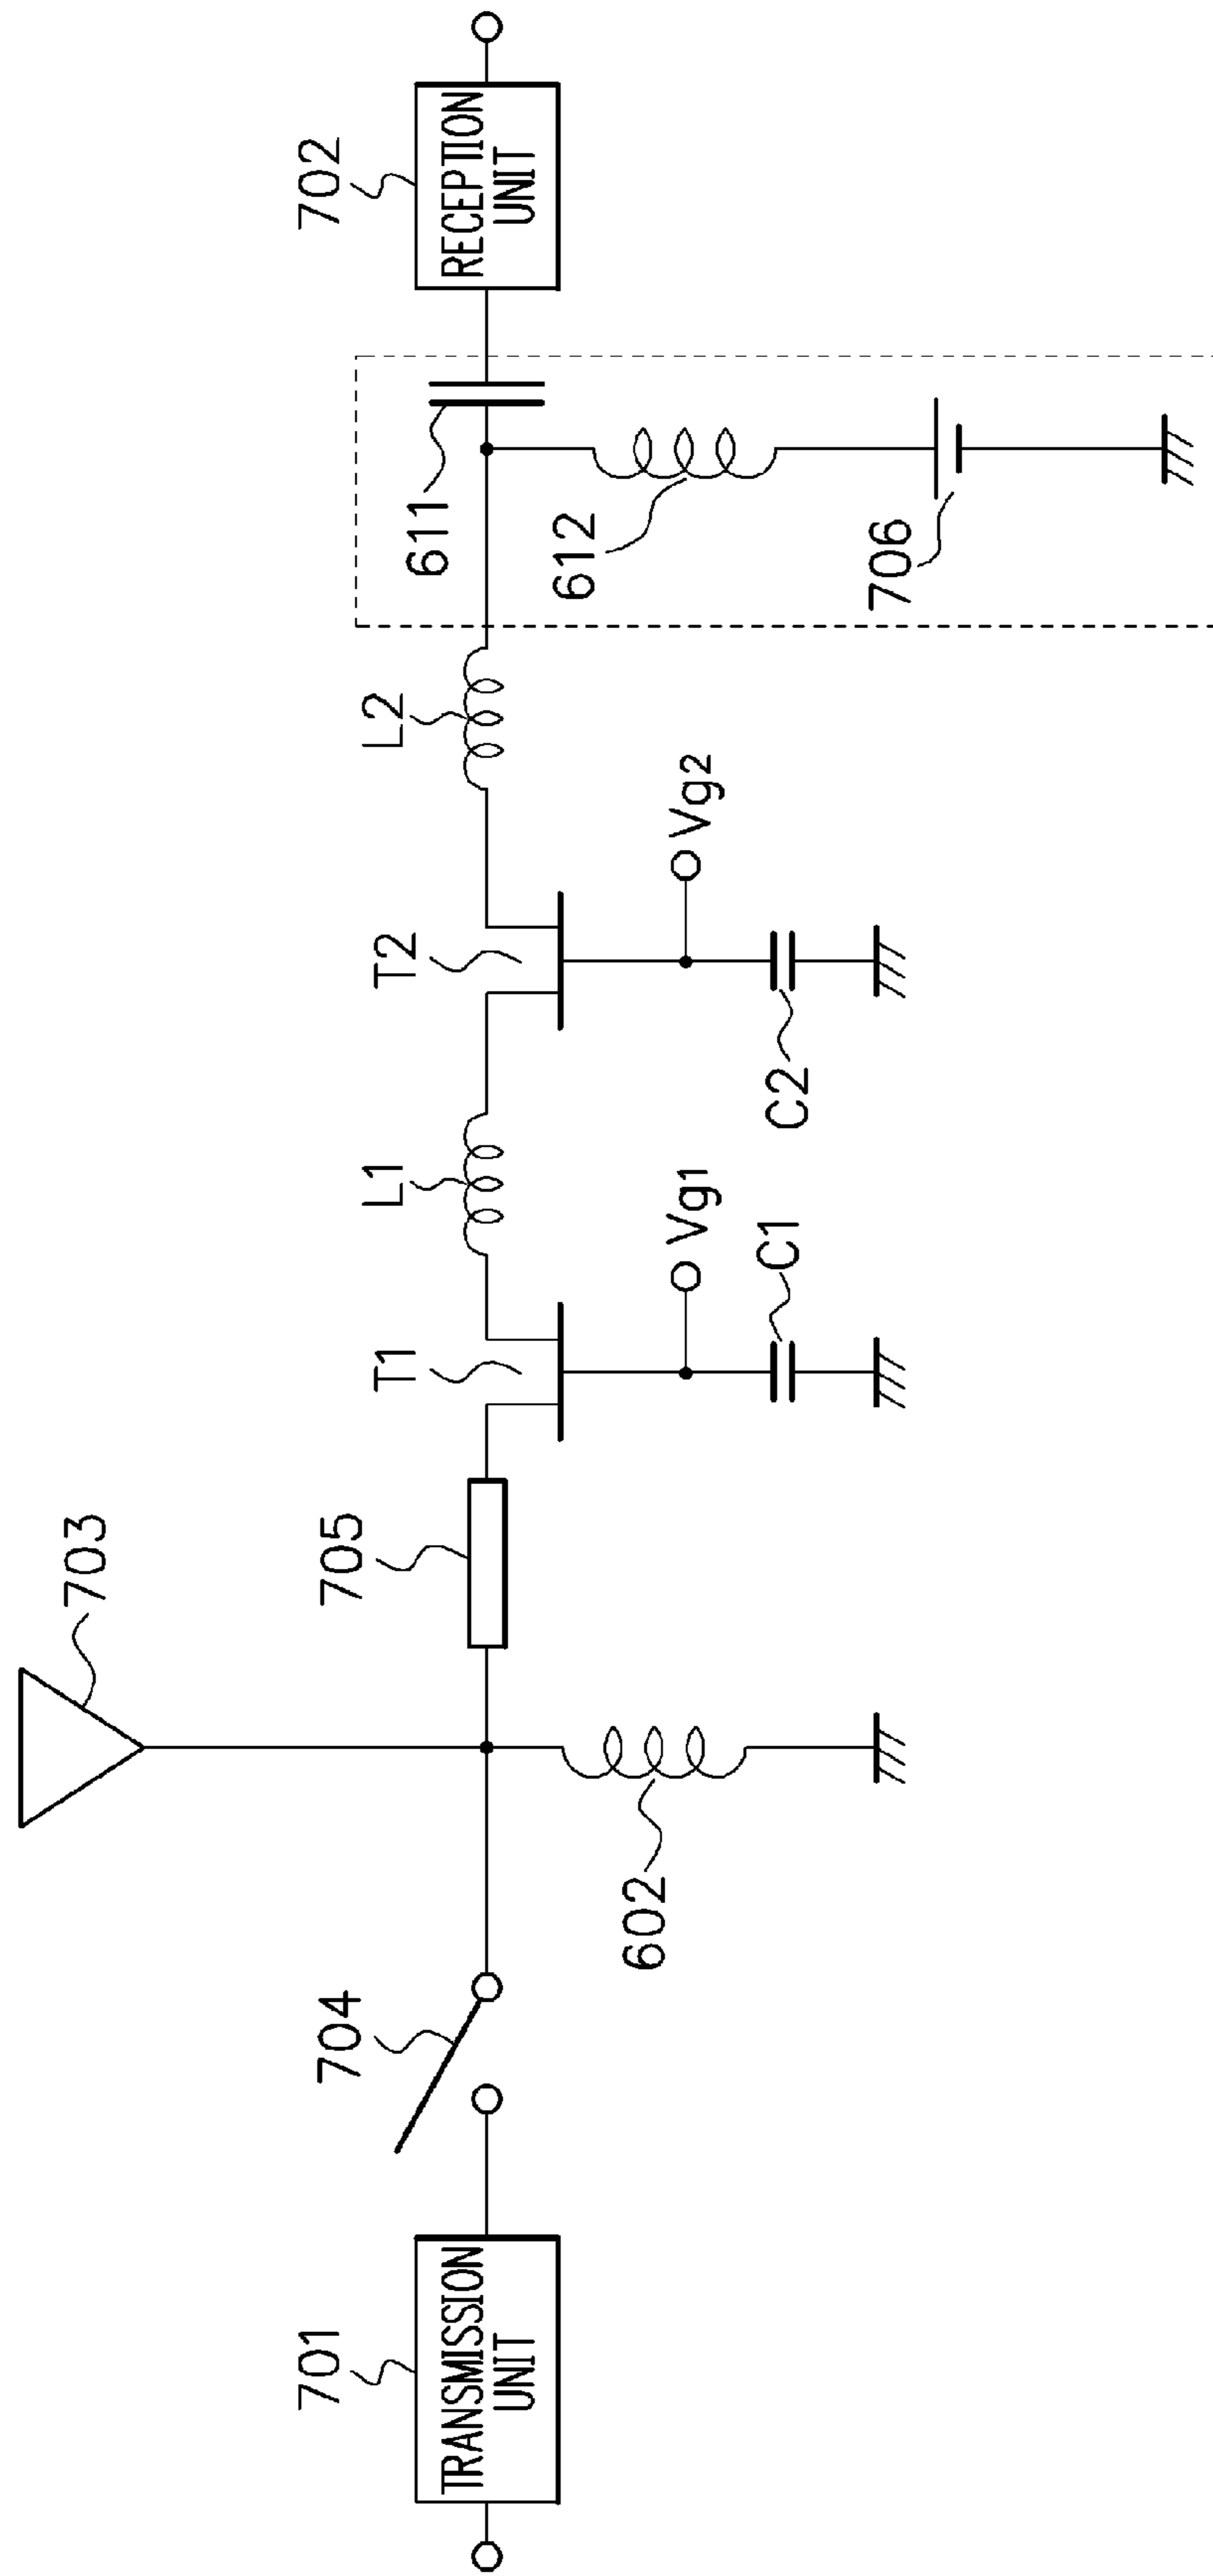 703
701
TRANSMISSION
UNIT
704
602
705
T1
Vg1
C1
L1
T2
Vg2
C2
L2
611
612
706
702
RECEPTION
UNIT